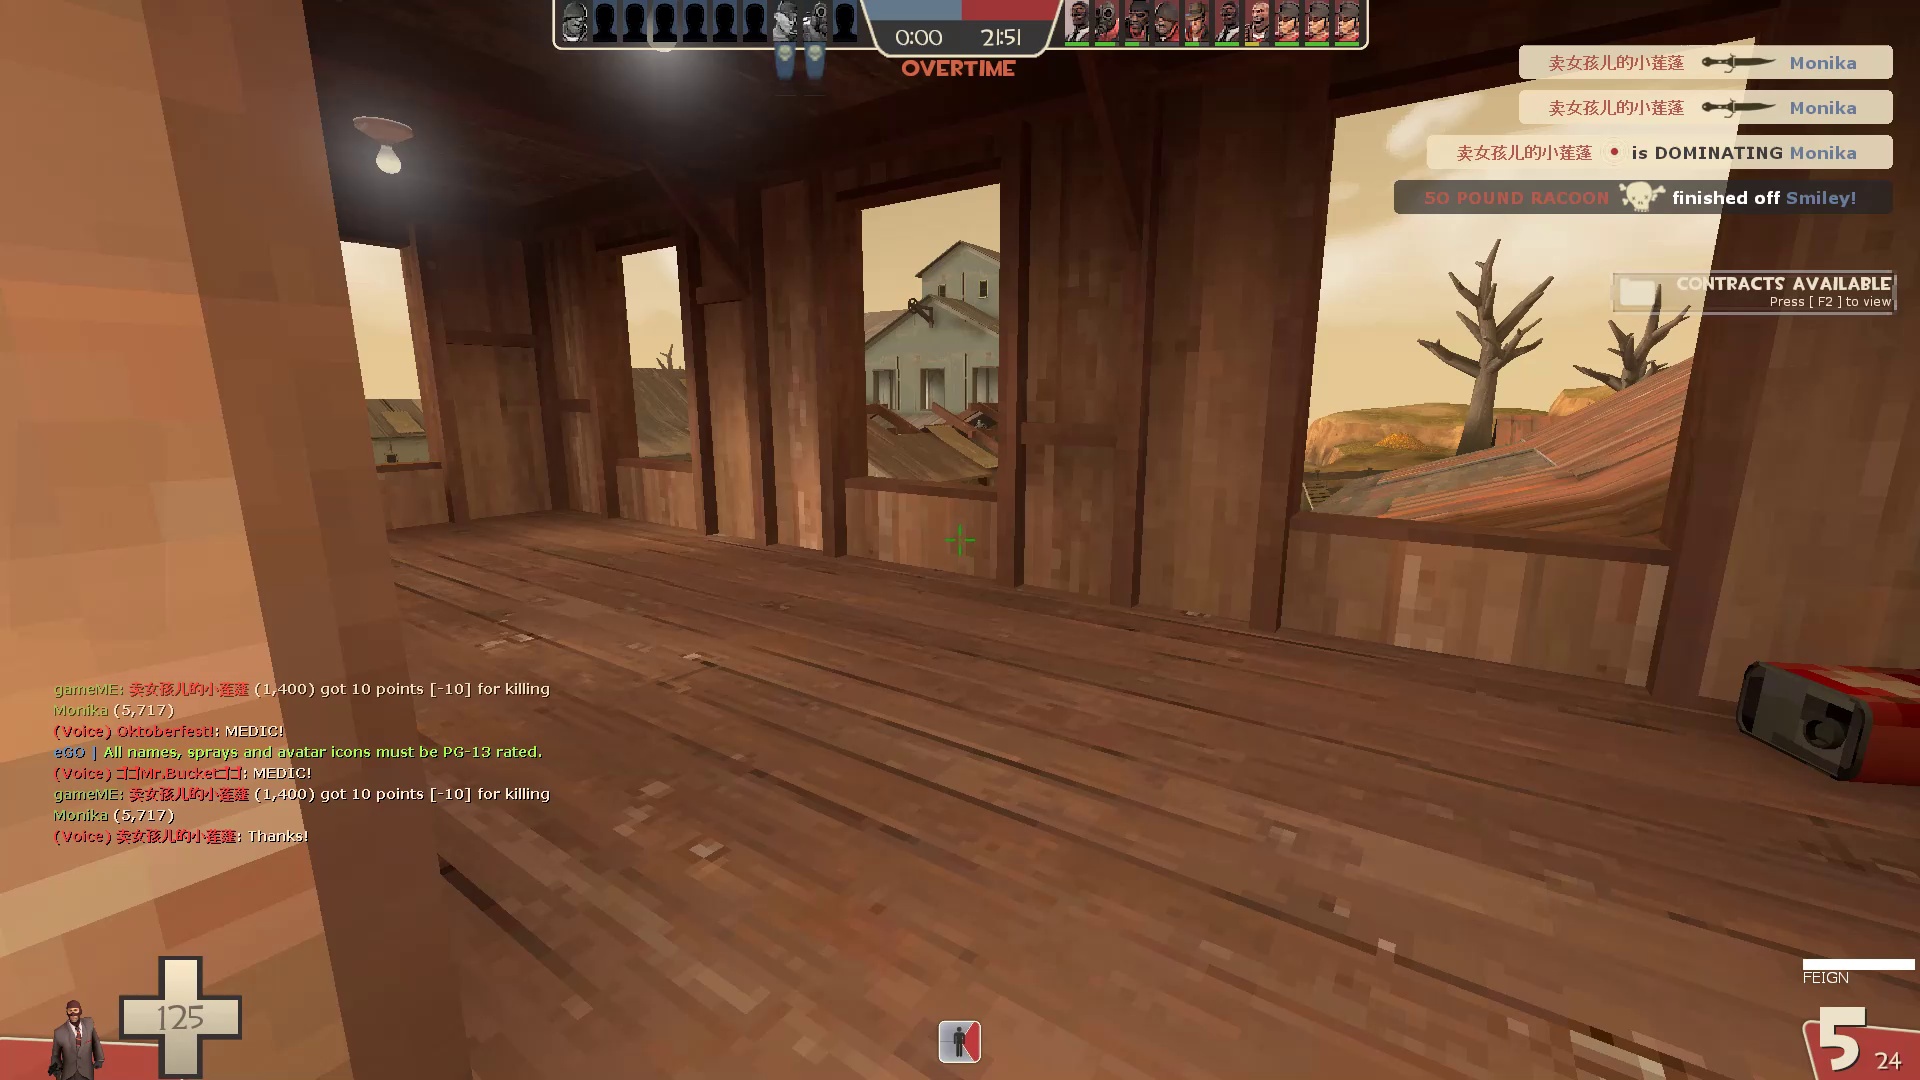 0:00 21:51
OVERTIME
卖女孩儿的小莲蓬 Monika
卖女孩儿的小莲蓬 Monika
卖女孩儿的小莲蓬 is DOMINATING Monika
50 POUND RACOON finished off Smiley!
CONTRACTS AVAILABLE
Press [ F2 ] to view
gameME: 卖女孩儿的小莲蓬 (1,400) got 10 points [-10] for killing
Monika (5,717)
(Voice) Oktoberfest!: MEDIC!
eGO | All names, sprays and avatar icons must be PG-13 rated.
(Voice) Mr.Bucket: MEDIC!
gameME: 卖女孩儿的小莲蓬 (1,400) got 10 points [-10] for killing
Monika (5,717)
(Voice) 卖女孩儿的小莲蓬: Thanks!
125
FEIGN
5 24